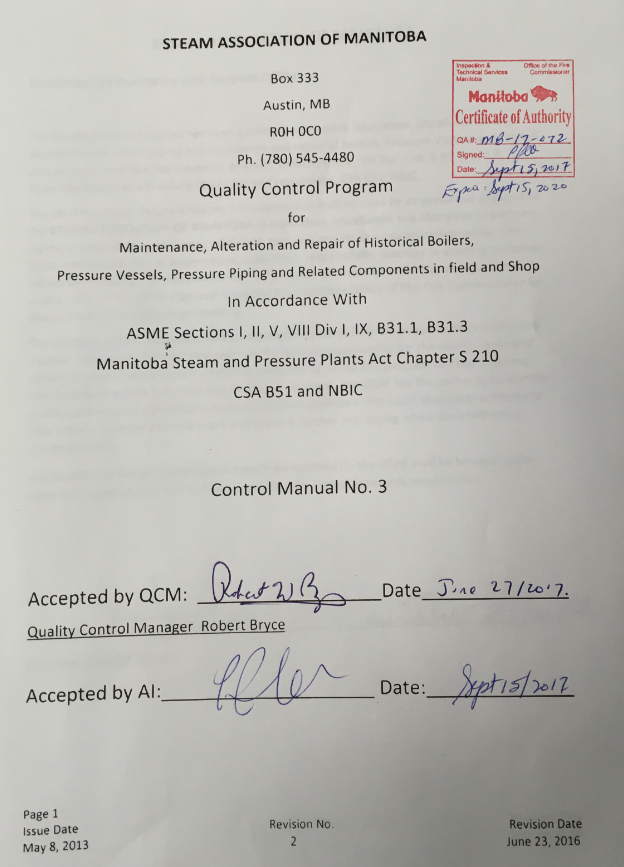 STEAM ASSOCIATION OF MANITOBA
Box 333
Austin, MB
R0H 0C0
Ph. (780) 545-4480
Inspection & Technical Services Manitoba
Office of the Fire Commissioner
Manitoba
Certificate of Authority
QA #: MB-17-072
Signed:
Date: Sept 15, 2017
Sept 15, 2020
Quality Control Program
for
Maintenance, Alteration and Repair of Historical Boilers,
Pressure Vessels, Pressure Piping and Related Components in field and Shop
In Accordance With
ASME Sections I, II, V, VIII Div I, IX, B31.1, B31.3
Manitoba Steam and Pressure Plants Act Chapter S 210
CSA B51 and NBIC
Control Manual No. 3
Accepted by QCM: Robert W B Date June 27/2017.
Quality Control Manager Robert Bryce
Accepted by AI: Date: Sept 15/2017
Page 1
Issue Date
May 8, 2013
Revision No.
2
Revision Date
June 23, 2016